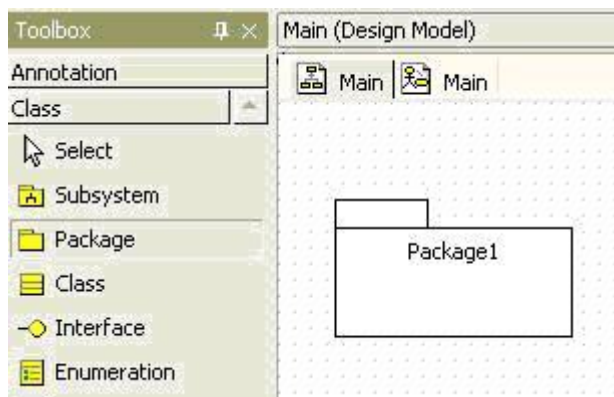 Toolbox
Annotation
Class
Select
Subsystem
Package
Class
Interface
Enumeration
Main (Design Model)
Main Main
Package1